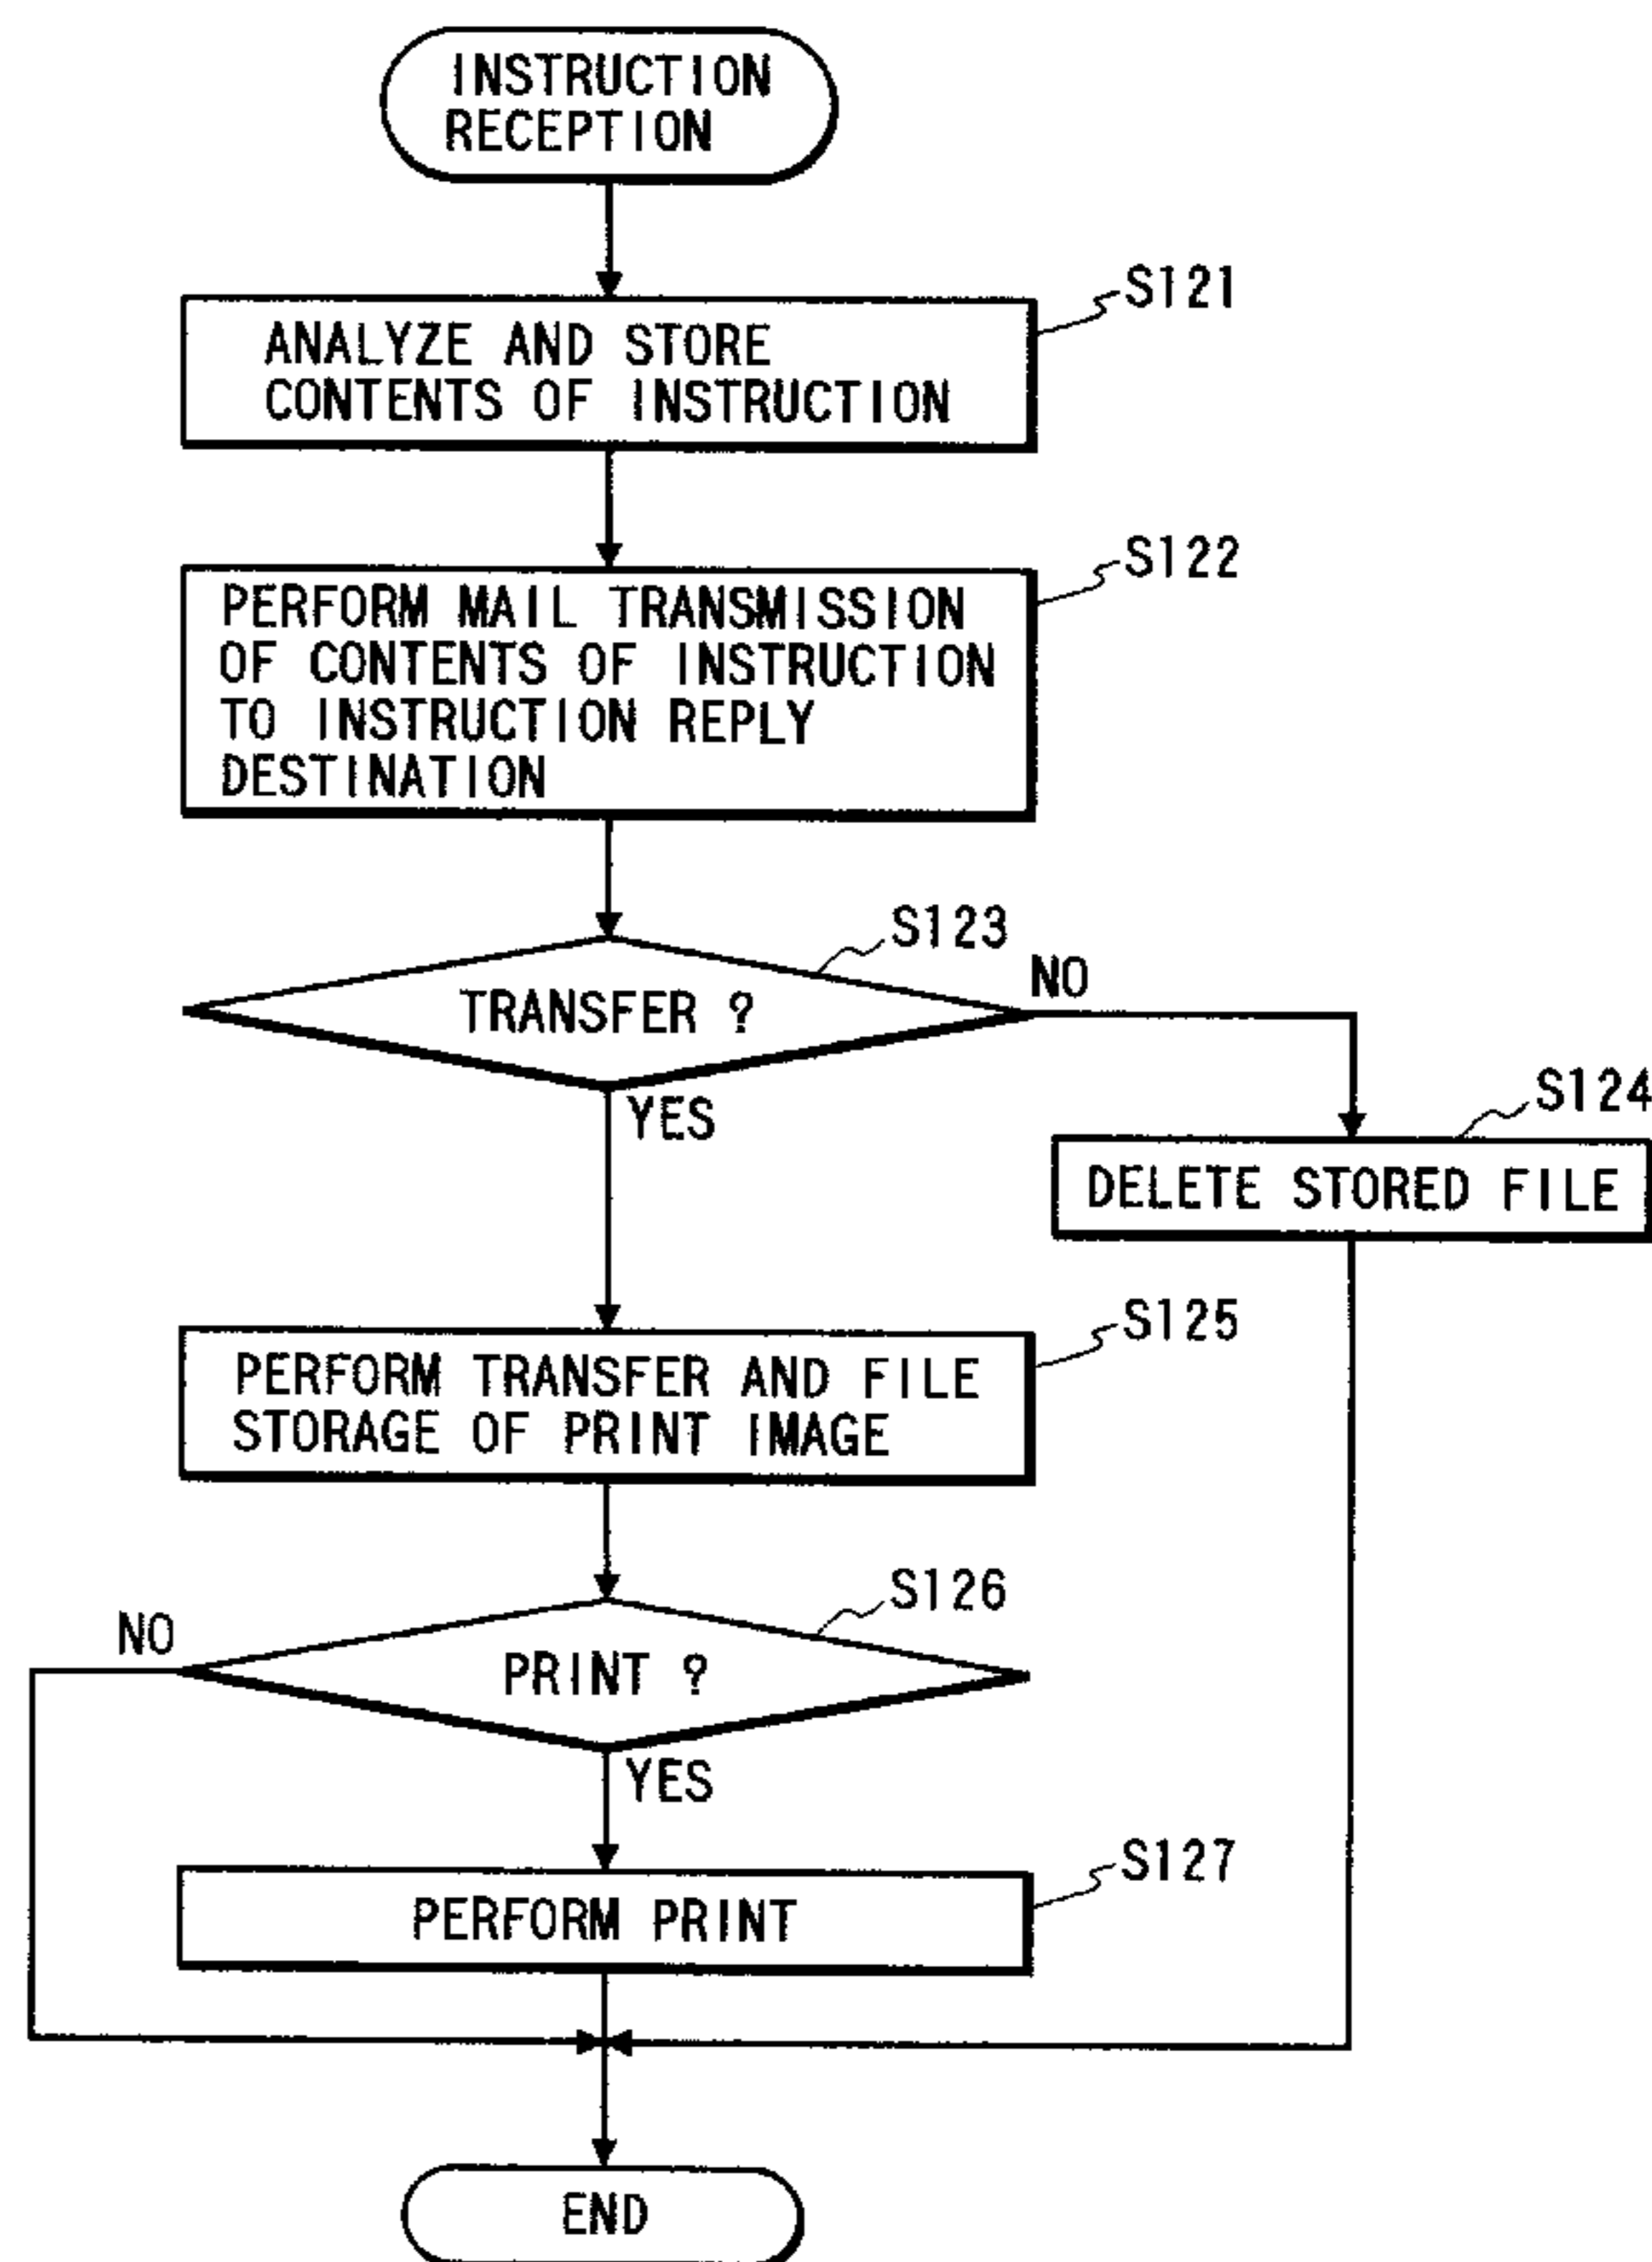 INSTRUCTION
RECEPTION
S121
ANALYZE AND STORE
CONTENTS OF INSTRUCTION
S122
PERFORM MAIL TRANSMISSION
OF CONTENTS OF INSTRUCTION
TO INSTRUCTION REPLY
DESTINATION
S123
TRANSFER ?
NO
YES
S124
DELETE STORED FILE
S125
PERFORM TRANSFER AND FILE
STORAGE OF PRINT IMAGE
S126
NO
PRINT ?
YES
S127
PERFORM PRINT
END